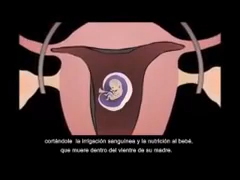 cortándole la irrigación sanguínea y la nutrición al bebé,
que muere dentro del vientre de su madre.